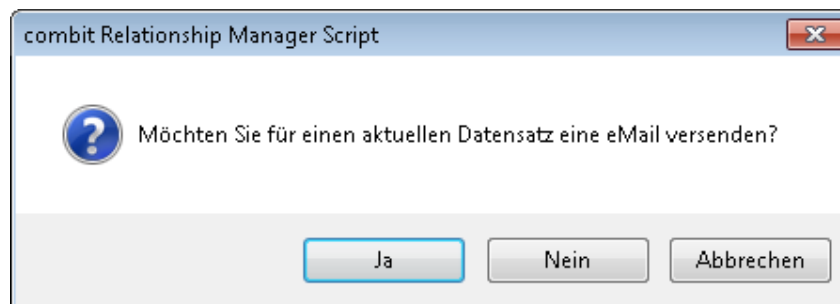 combit Relationship Manager Script
Möchten Sie für einen aktuellen Datensatz eine eMail versenden?
Ja Nein Abbrechen